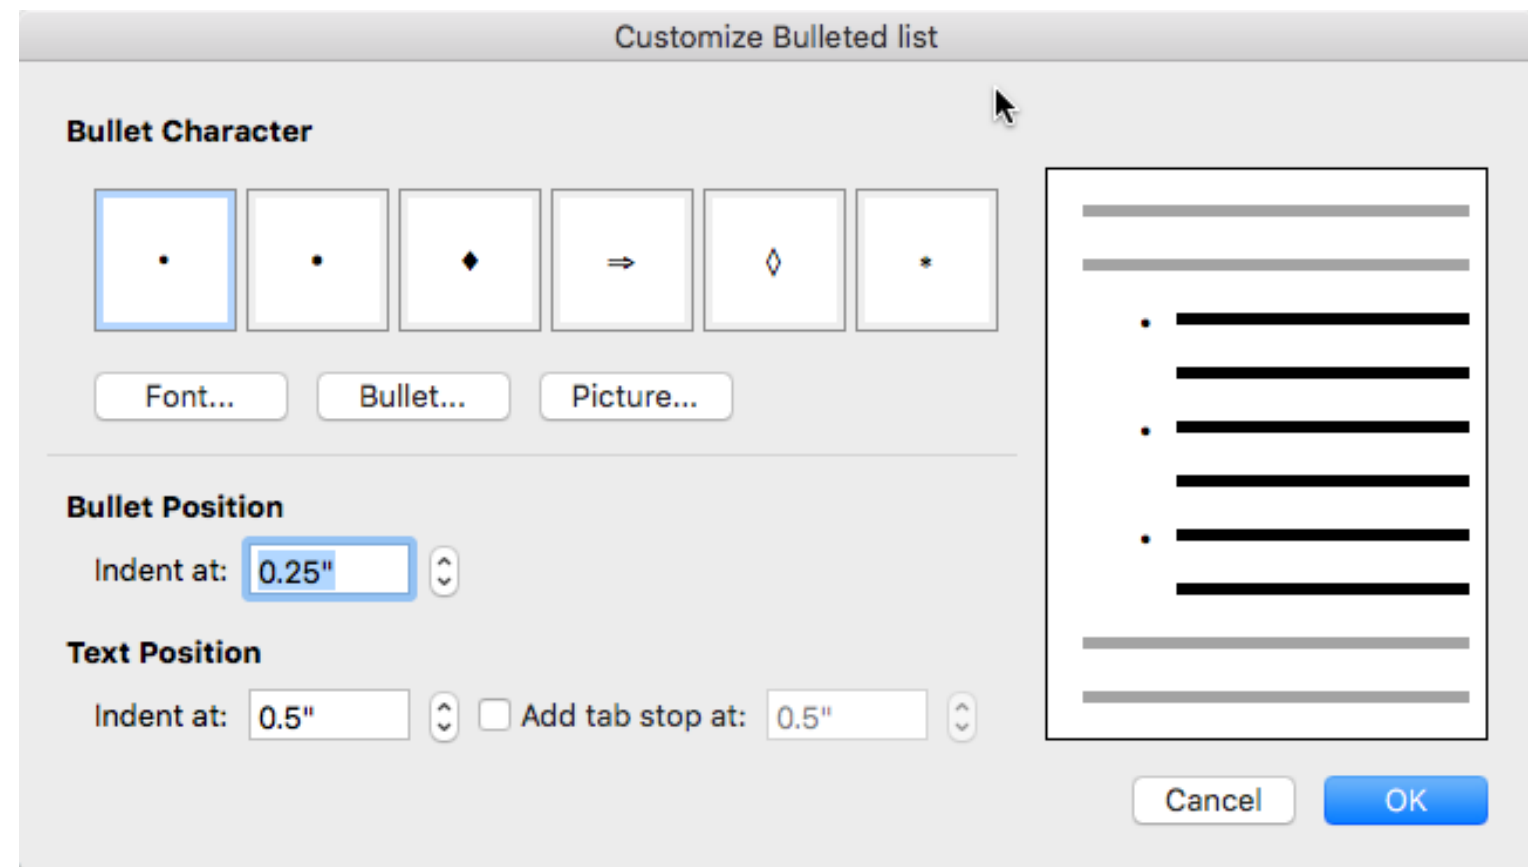 Customize Bulleted list
Bullet Character
• • ♦ ⇒ ◊ *
Font... Bullet... Picture...
Bullet Position
Indent at: 0.25"
Text Position
Indent at: 0.5" Add tab stop at: 0.5"
Cancel OK